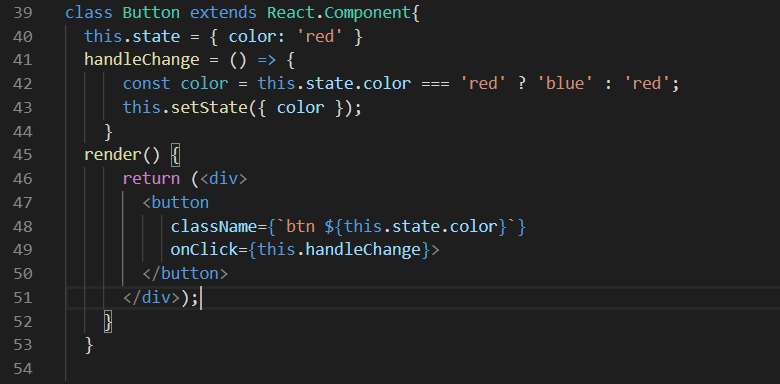 39 class Button extends React.Component{
40   this.state = { color: 'red' }
41   handleChange = () => {
42       const color = this.state.color === 'red' ? 'blue' : 'red';
43       this.setState({ color });
44     }
45   render() {
46       return (<div>
47         <button
48            className={`btn ${this.state.color}`}
49            onClick={this.handleChange}>
50         </button>
51       </div>);
52     }
53   }
54